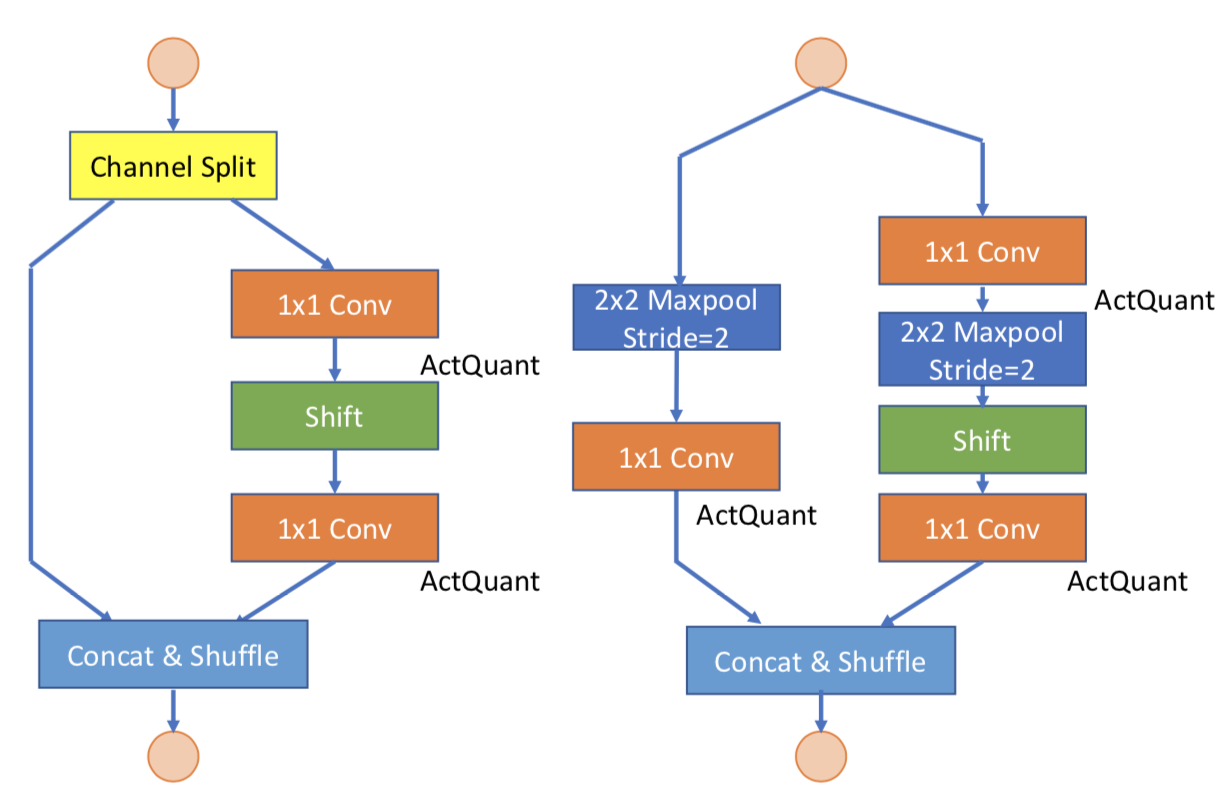 Channel Split
1x1 Conv
ActQuant
Shift
1x1 Conv
ActQuant
Concat & Shuffle
2x2 Maxpool
Stride=2
1x1 Conv
ActQuant
1x1 Conv
ActQuant
2x2 Maxpool
Stride=2
Shift
1x1 Conv
ActQuant
Concat & Shuffle